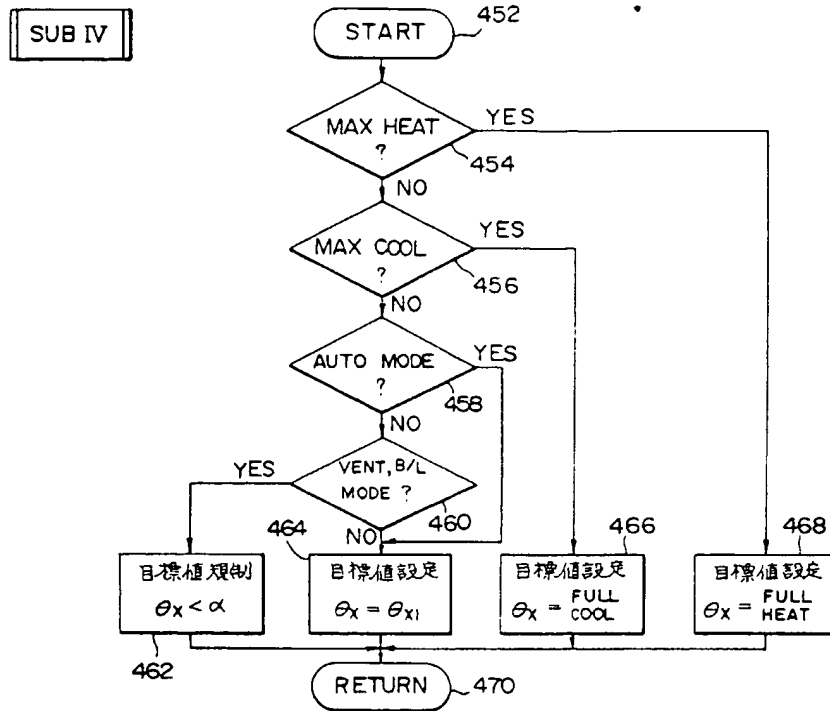 SUB IV
START
452
MAX HEAT
?
YES
454
NO
MAX COOL
?
YES
456
NO
AUTO MODE
?
YES
458
NO
VENT, B/L
MODE ?
YES
460
NO
464
466
468
目標値規制
θx < α
462
目標値設定
θx = θx1
目標値設定
θx = FULL
COOL
目標値設定
θx = FULL
HEAT
RETURN
470